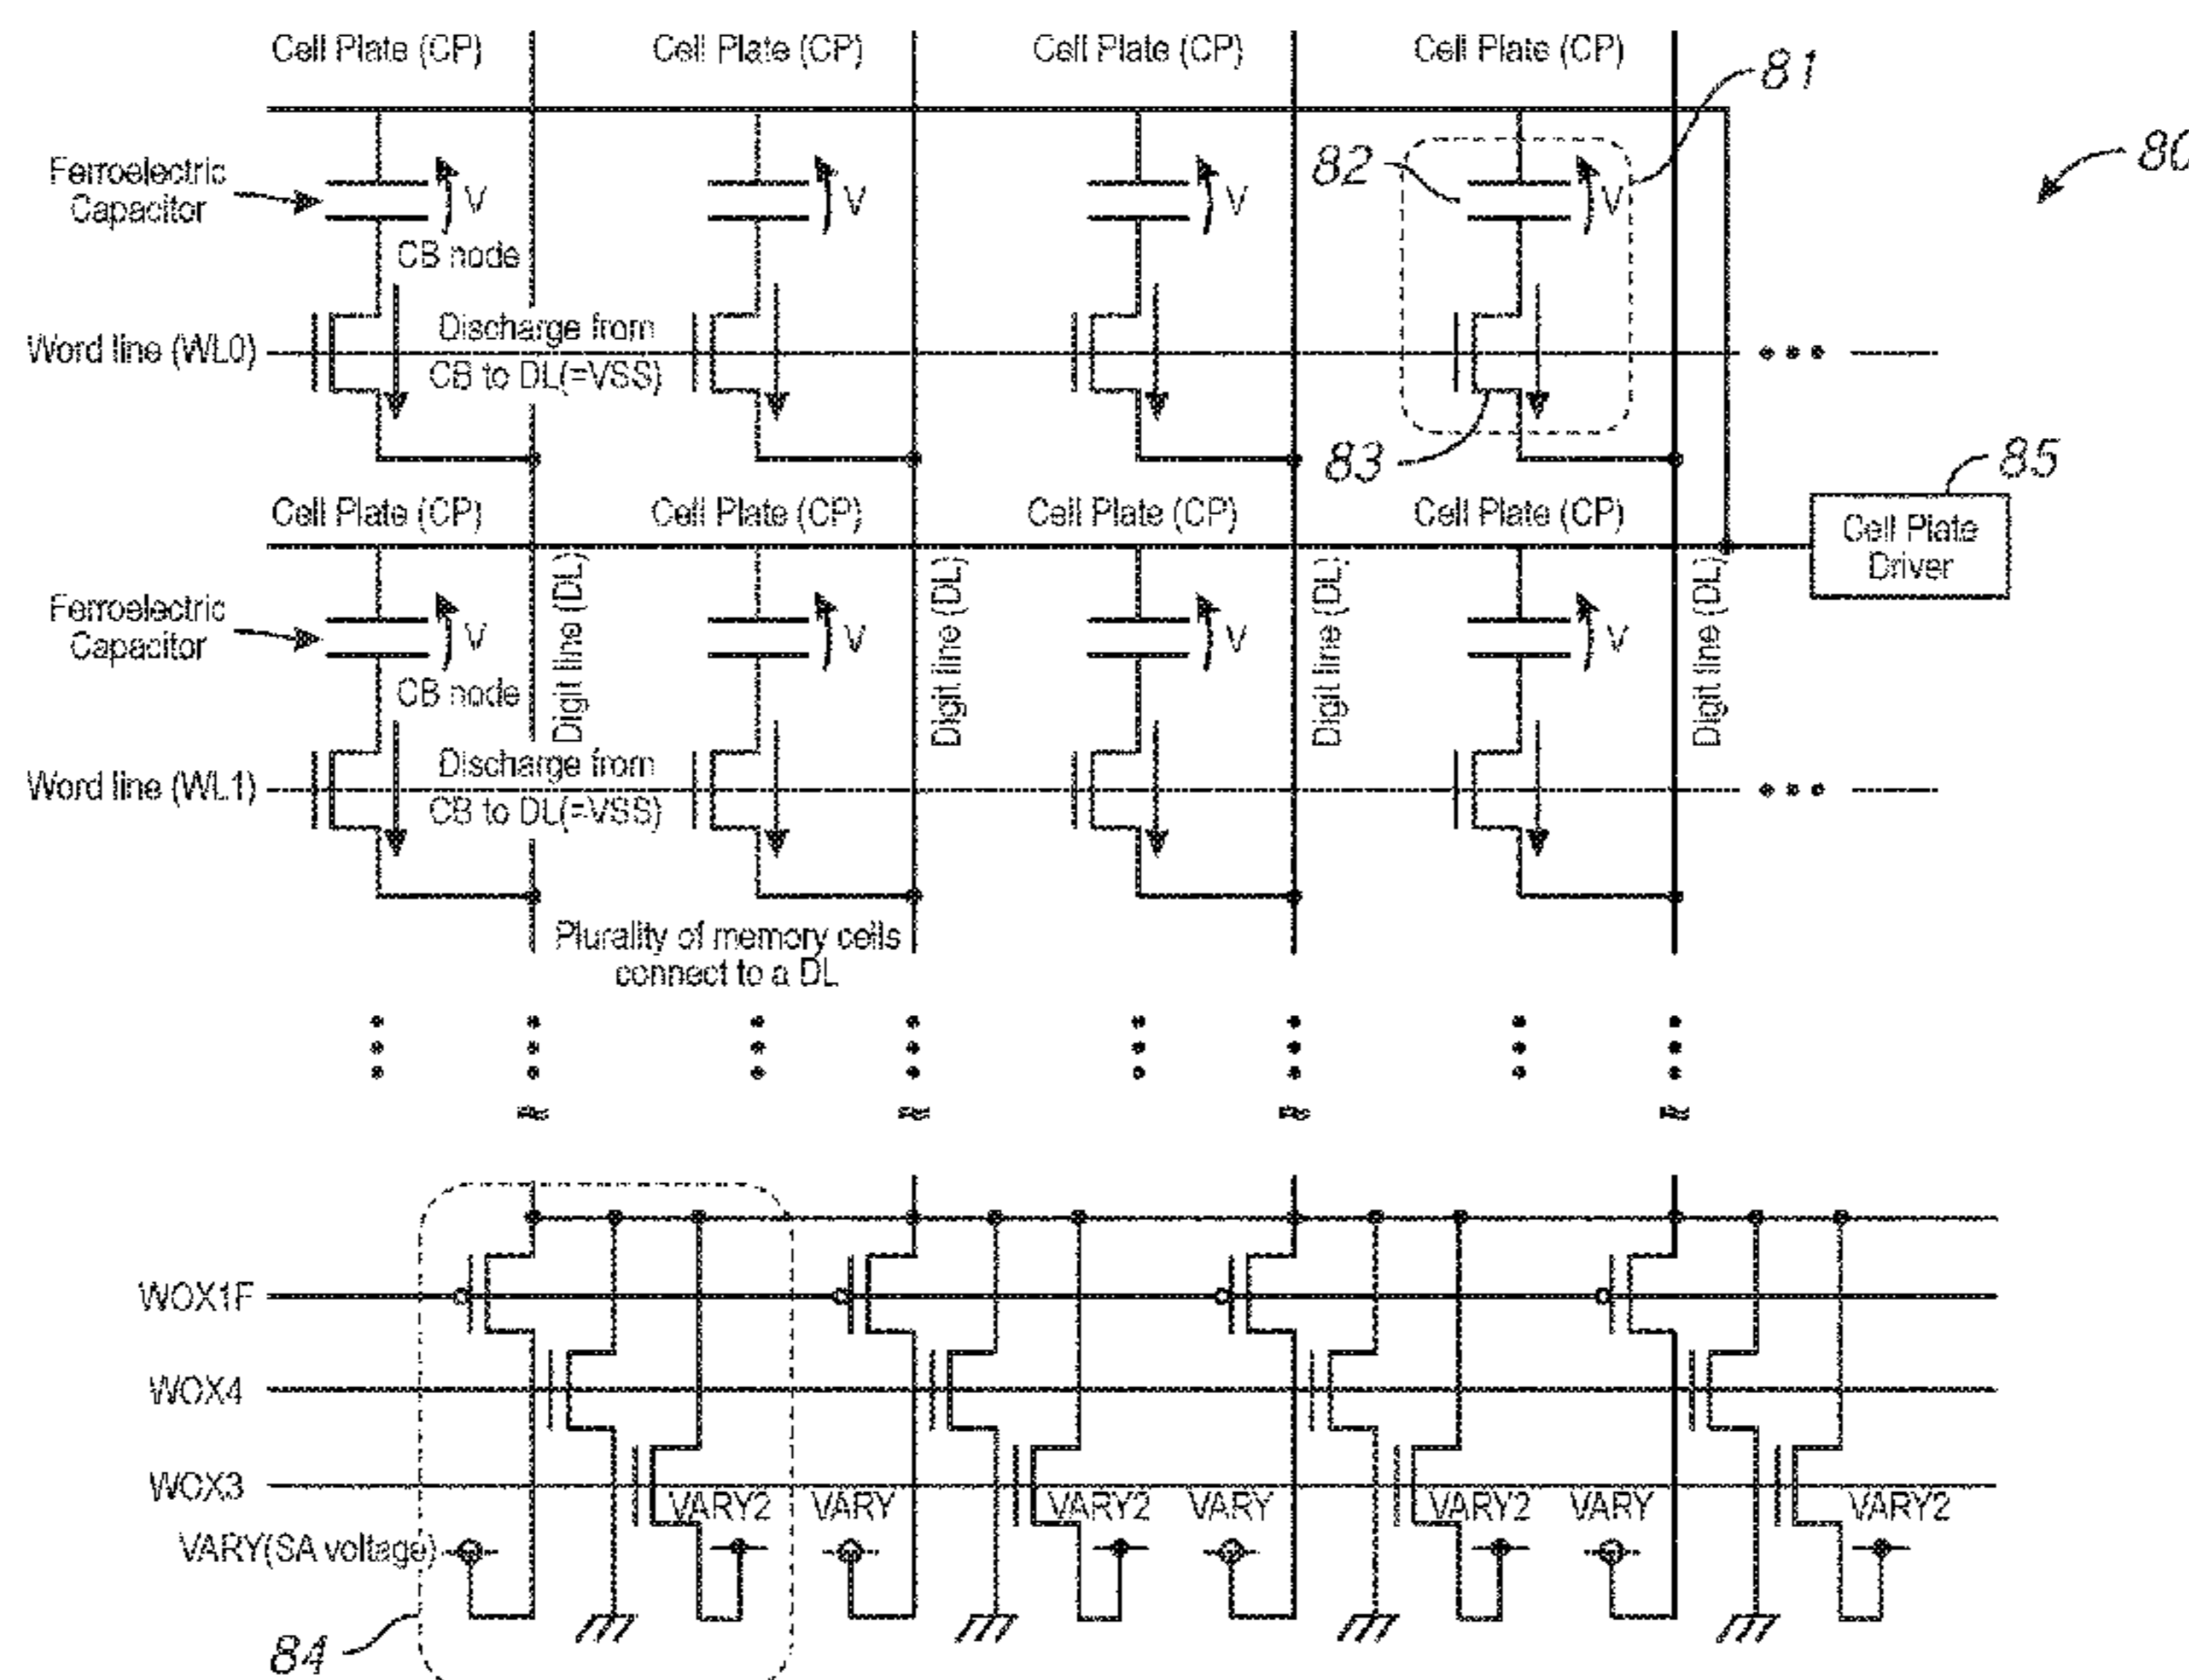 Cell Plate (CP) Cell Plate (CP) Cell Plate (CP) Cell Plate (CP)
81
80
82
Ferroelectric
Capacitor
V V V V
CB node
Word line (WL0)
Discharge from
CB to DL(=VSS)
83
85
Cell Plate (CP) Cell Plate (CP) Cell Plate (CP) Cell Plate (CP)
Cell Plate
Driver
Digit line (DL) Digit line (DL) Digit line (DL) Digit line (DL)
Ferroelectric
Capacitor
V V V V
CB node
Word line (WL1)
Discharge from
CB to DL(=VSS)
Plurality of memory cells
connect to a DL
WOX1F
WOX4
WOX3
VARY2 VARY VARY2 VARY VARY2 VARY VARY2
VARY(SA voltage)
84